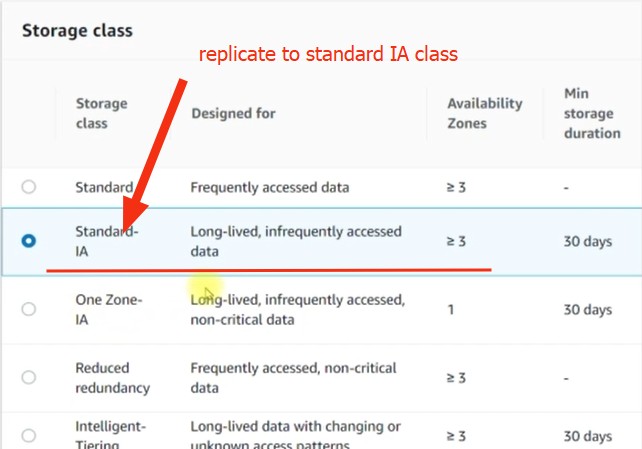 Storage class
replicate to standard IA class
Storage class Designed for Availability Zones Min storage duration
Standard Frequently accessed data ≥ 3 -
Standard-IA Long-lived, infrequently accessed data ≥ 3 30 days
One Zone-IA Long-lived, infrequently accessed, non-critical data 1 30 days
Reduced redundancy Frequently accessed, non-critical data ≥ 3 -
Intelligent-Tiering Long-lived data with changing or unknown access patterns ≥ 3 30 days